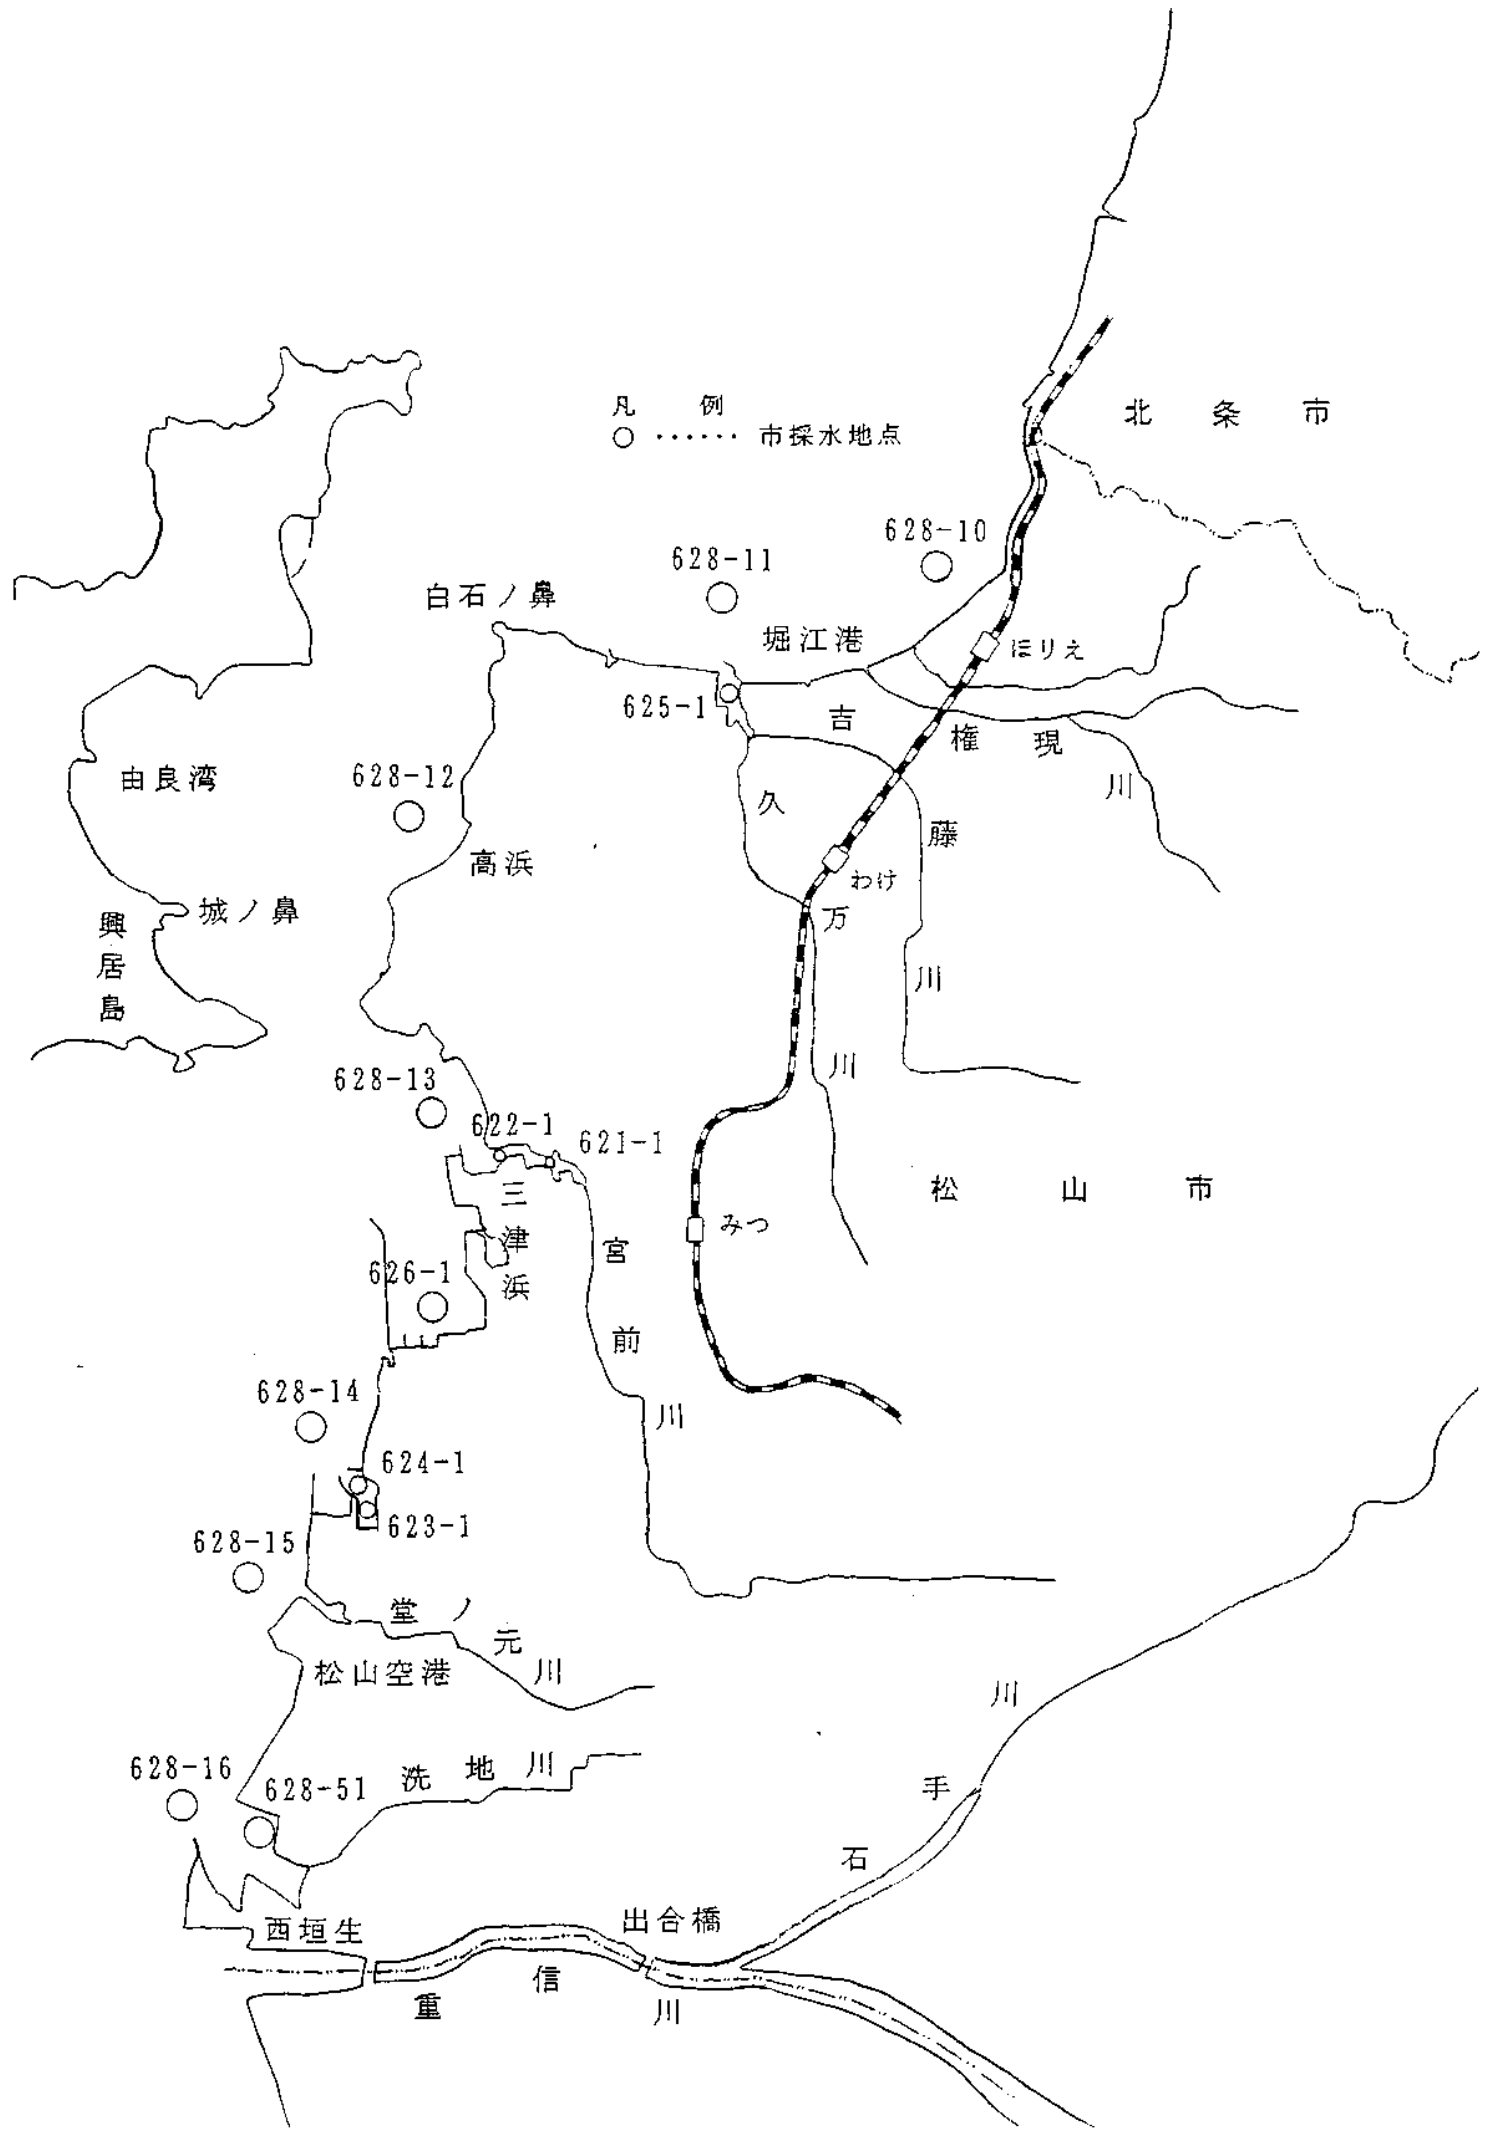 凡 例
○ ‥‥‥ 市採水地点
北条市
628-10
628-11
白石ノ鼻
堀江港
ほりえ
625-1
吉藤川
権現川
由良湾
628-12
久万川
高浜
わけ
城ノ鼻
興居島
628-13
622-1
621-1
三津浜
松山市
みつ
宮前川
626-1
628-14
624-1
623-1
628-15
堂ノ元川
松山空港
石手川
628-16
628-51
洗地川
西垣生
出合橋
重信川